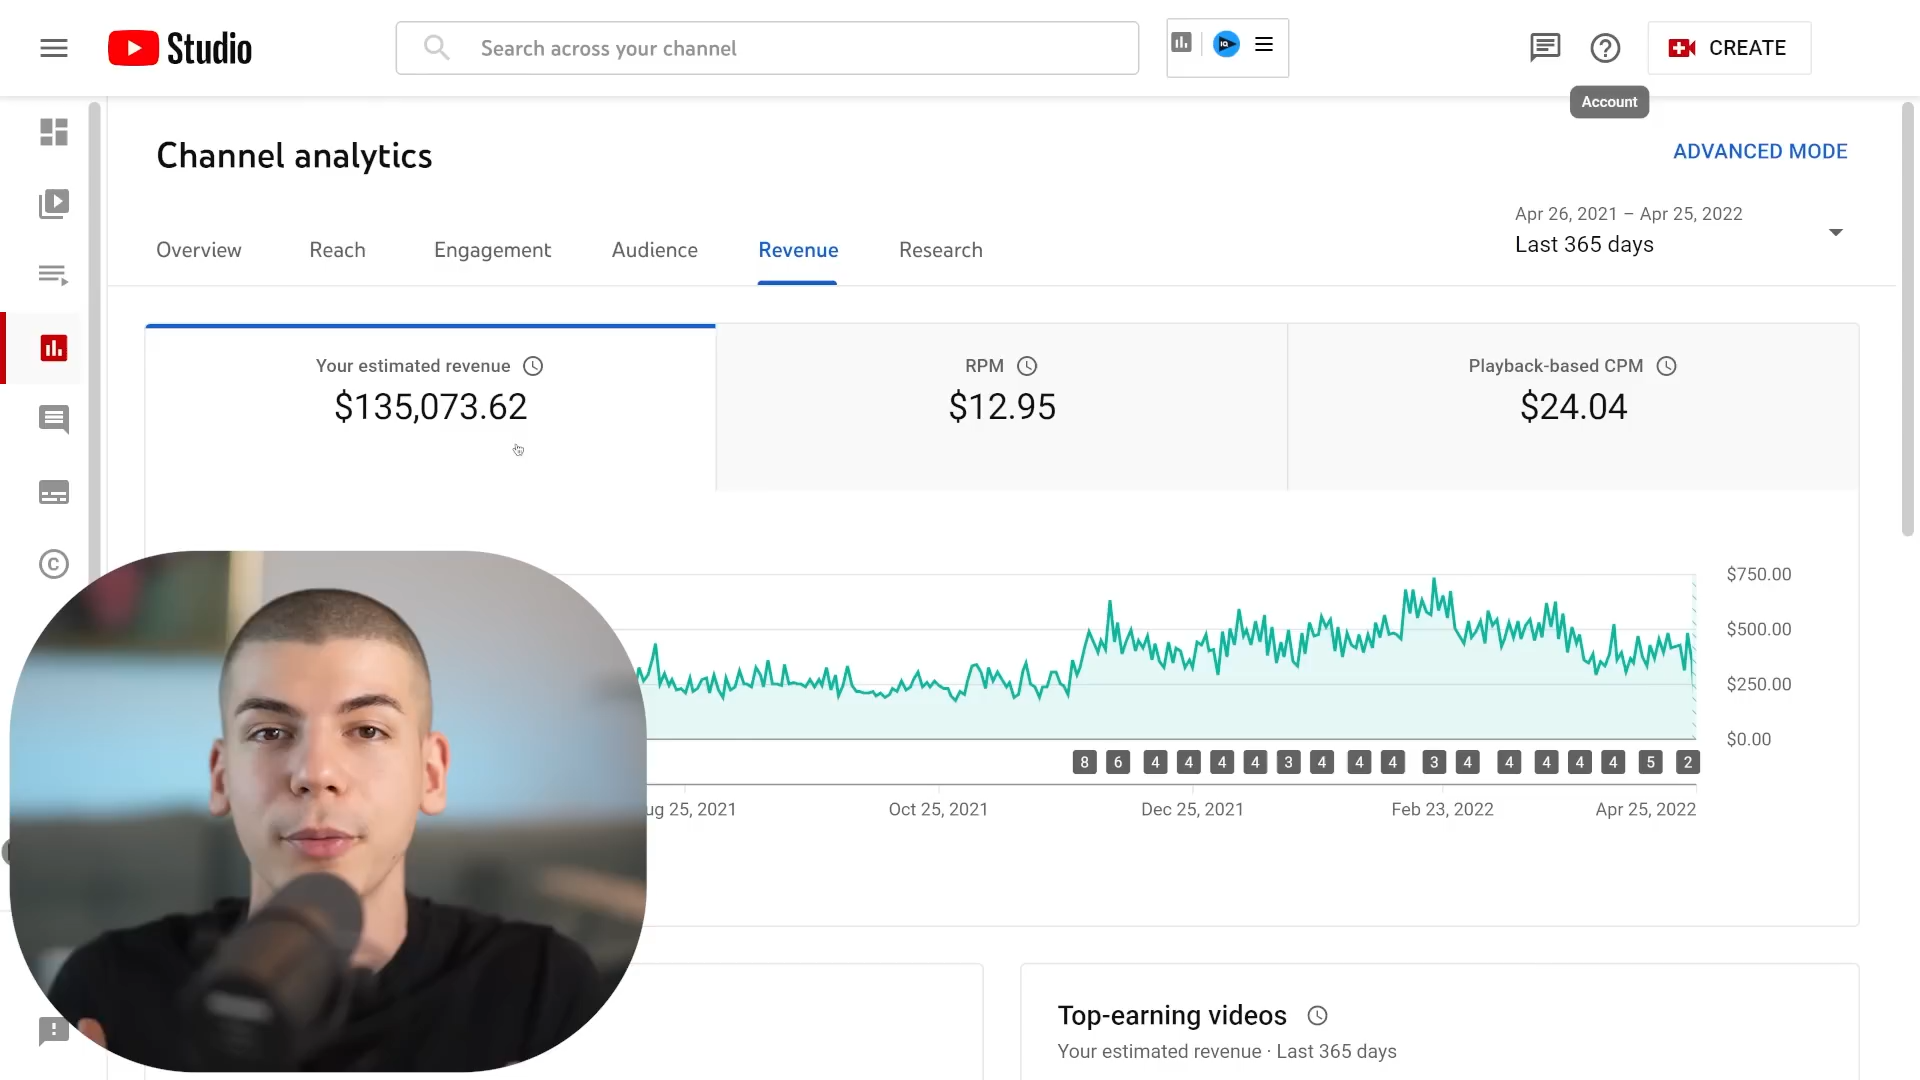 Studio
Search across your channel
IQ
CREATE
Account
Channel analytics
ADVANCED MODE
Apr 26, 2021 – Apr 25, 2022
Last 365 days
Overview
Reach
Engagement
Audience
Revenue
Research
Your estimated revenue
$135,073.62
RPM
$12.95
Playback-based CPM
$24.04
$750.00
$500.00
$250.00
$0.00
8 6 4 4 4 4 3 4 4 4 3 4 4 4 4 4 5 2
ug 25, 2021
Oct 25, 2021
Dec 25, 2021
Feb 23, 2022
Apr 25, 2022
Top-earning videos
Your estimated revenue · Last 365 days